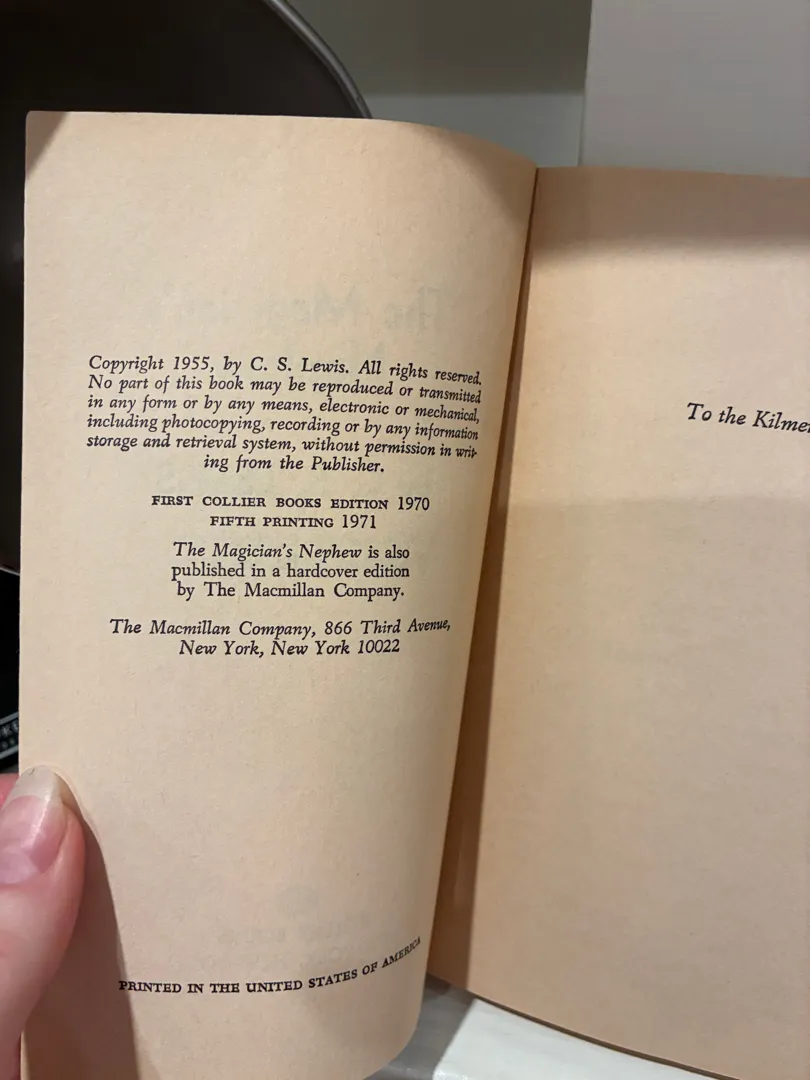 Copyright 1955, by C. S. Lewis. All rights reserved.
No part of this book may be reproduced or transmitted
in any form or by any means, electronic or mechanical,
including photocopying, recording or by any information
storage and retrieval system, without permission in writ-
ing from the Publisher.
FIRST COLLIER BOOKS EDITION 1970
FIFTH PRINTING 1971
The Magician's Nephew is also
published in a hardcover edition
by The Macmillan Company.
The Macmillan Company, 866 Third Avenue,
New York, New York 10022
PRINTED IN THE UNITED STATES OF AMERICA
To the